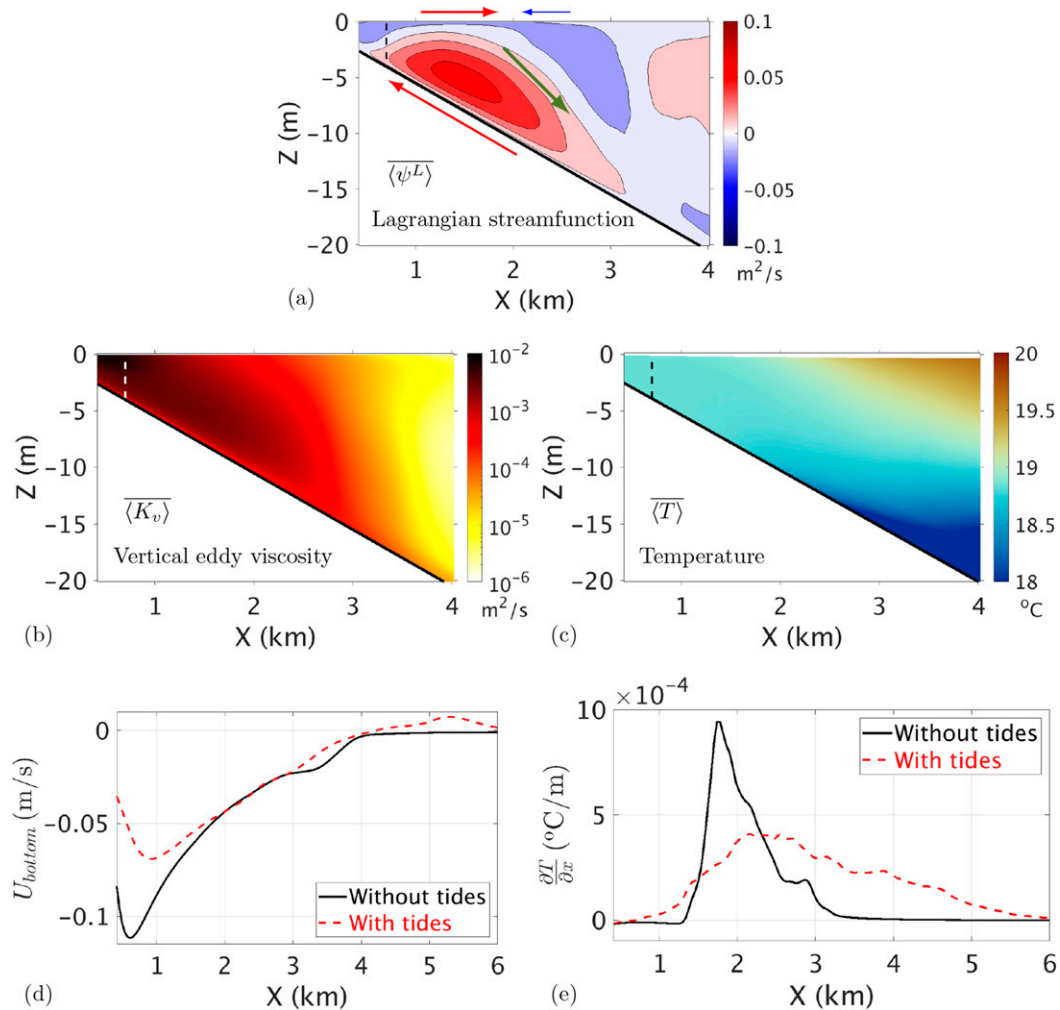 0
-5
-10
-15
-20
Z (m)
⟨ψ^L⟩
Lagrangian streamfunction
1 2 3 4
X (km)
0.1
0.05
0
-0.05
-0.1
m²/s
(a)
0
-5
-10
-15
-20
Z (m)
⟨K_v⟩
Vertical eddy viscosity
1 2 3 4
X (km)
10⁻²
10⁻³
10⁻⁴
10⁻⁵
10⁻⁶
m²/s
(b)
0
-5
-10
-15
-20
Z (m)
⟨T⟩
Temperature
1 2 3 4
X (km)
20
19.5
19
18.5
18
°C
(c)
0
-0.05
-0.1
U_bottom (m/s)
Without tides
With tides
1 2 3 4 5 6
X (km)
(d)
×10⁻⁴
10
5
0
∂T/∂x (°C/m)
Without tides
With tides
1 2 3 4 5 6
X (km)
(e)